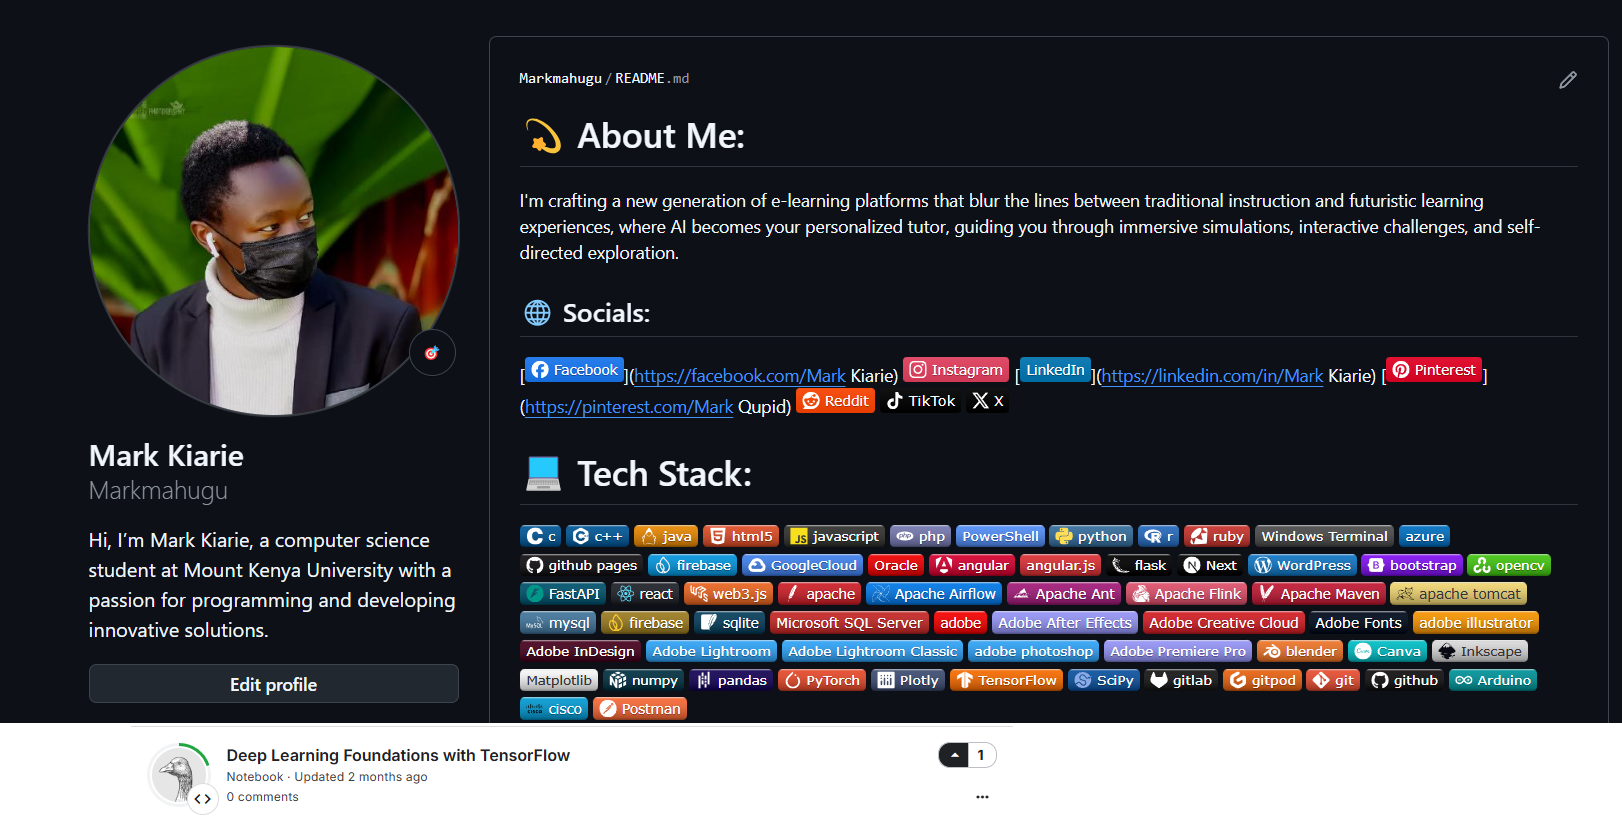 Markmahugu / README.md
About Me:
I'm crafting a new generation of e-learning platforms that blur the lines between traditional instruction and futuristic learning
experiences, where AI becomes your personalized tutor, guiding you through immersive simulations, interactive challenges, and self-
directed exploration.
Socials:
[Facebook](https://facebook.com/Mark Kiarie) Instagram [LinkedIn](https://linkedin.com/in/Mark Kiarie) [Pinterest]
(https://pinterest.com/Mark Qupid) Reddit TikTok X
Mark Kiarie
Markmahugu
Hi, I'm Mark Kiarie, a computer science
student at Mount Kenya University with a
passion for programming and developing
innovative solutions.
Edit profile
Tech Stack:
c c++ java html5 JS javascript php PowerShell python r ruby Windows Terminal azure
github pages firebase GoogleCloud Oracle angular angular.js flask Next WordPress bootstrap opencv
FastAPI react web3.js apache Apache Airflow Apache Ant Apache Flink Apache Maven apache tomcat
MySQL mysql firebase sqlite Microsoft SQL Server adobe Adobe After Effects Adobe Creative Cloud Adobe Fonts adobe illustrator
Adobe InDesign Adobe Lightroom Adobe Lightroom Classic adobe photoshop Adobe Premiere Pro blender Canva Inkscape
Matplotlib numpy pandas PyTorch Plotly TensorFlow SciPy gitlab gitpod git github Arduino
cisco Postman
Deep Learning Foundations with TensorFlow
1
Notebook · Updated 2 months ago
0 comments